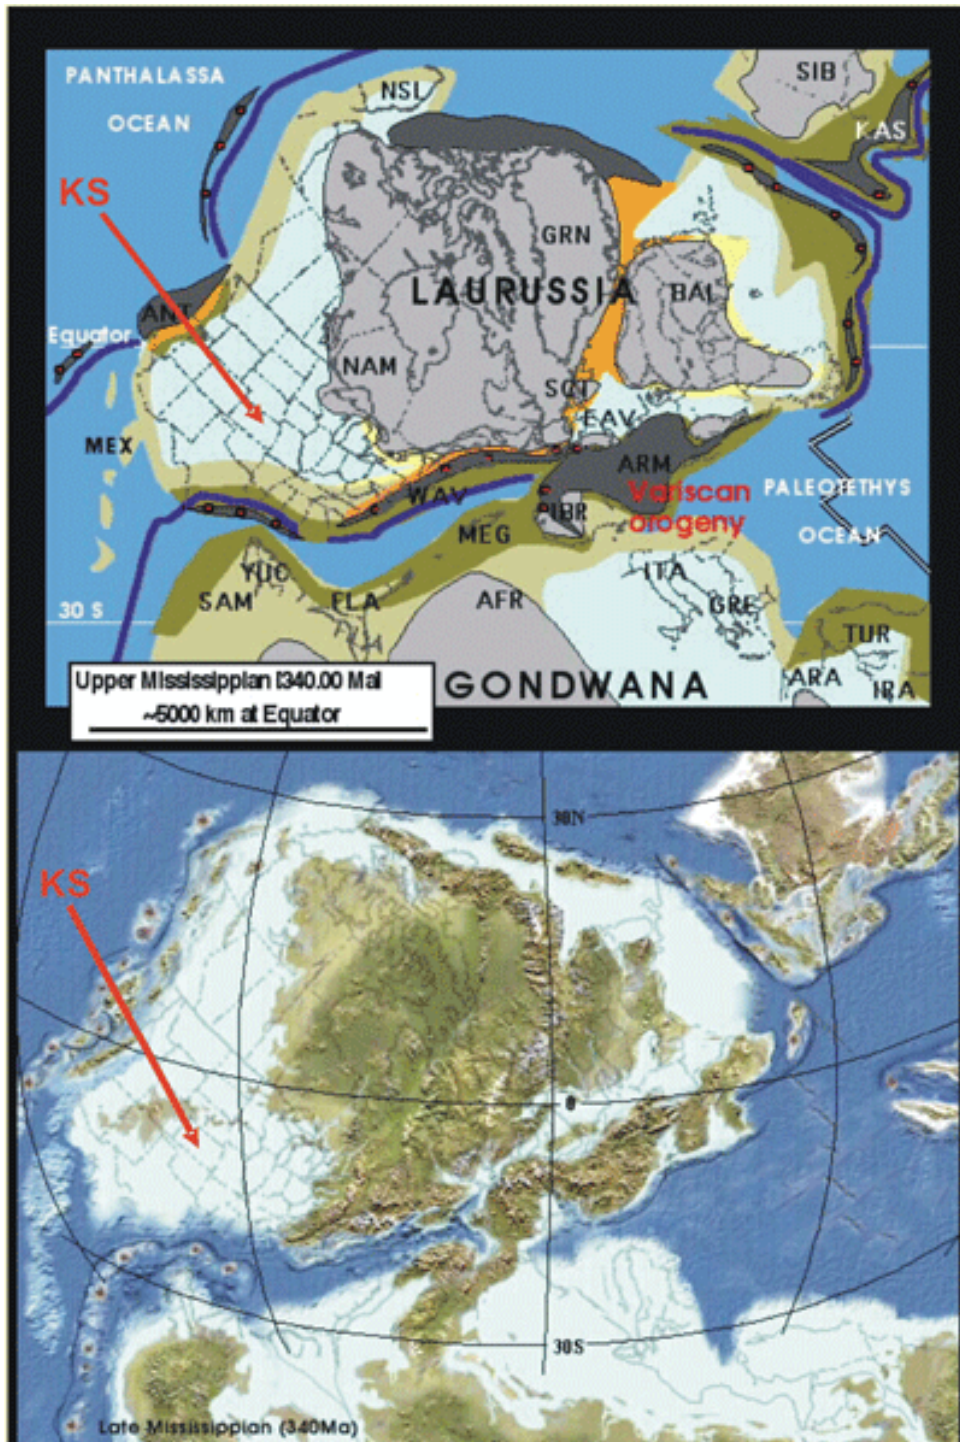 PANTHALASSA
OCEAN
NSL
SIB
KAS
KS
GRN
LAURUSSIA
BAL
ANT
Equator
NAM
SCT
EAV
MEX
ARM
WAV
Variscan
orogeny
PALEOTETHYS
OCEAN
IBR
MEG
YUC
ITA
SAM
FLA
AFR
GRE
30 S
TUR
ARA
IRA
GONDWANA
Upper Mississippian [340.00 Ma]
~5000 km at Equator
30N
KS
0
30S
Late Mississippian (340Ma)